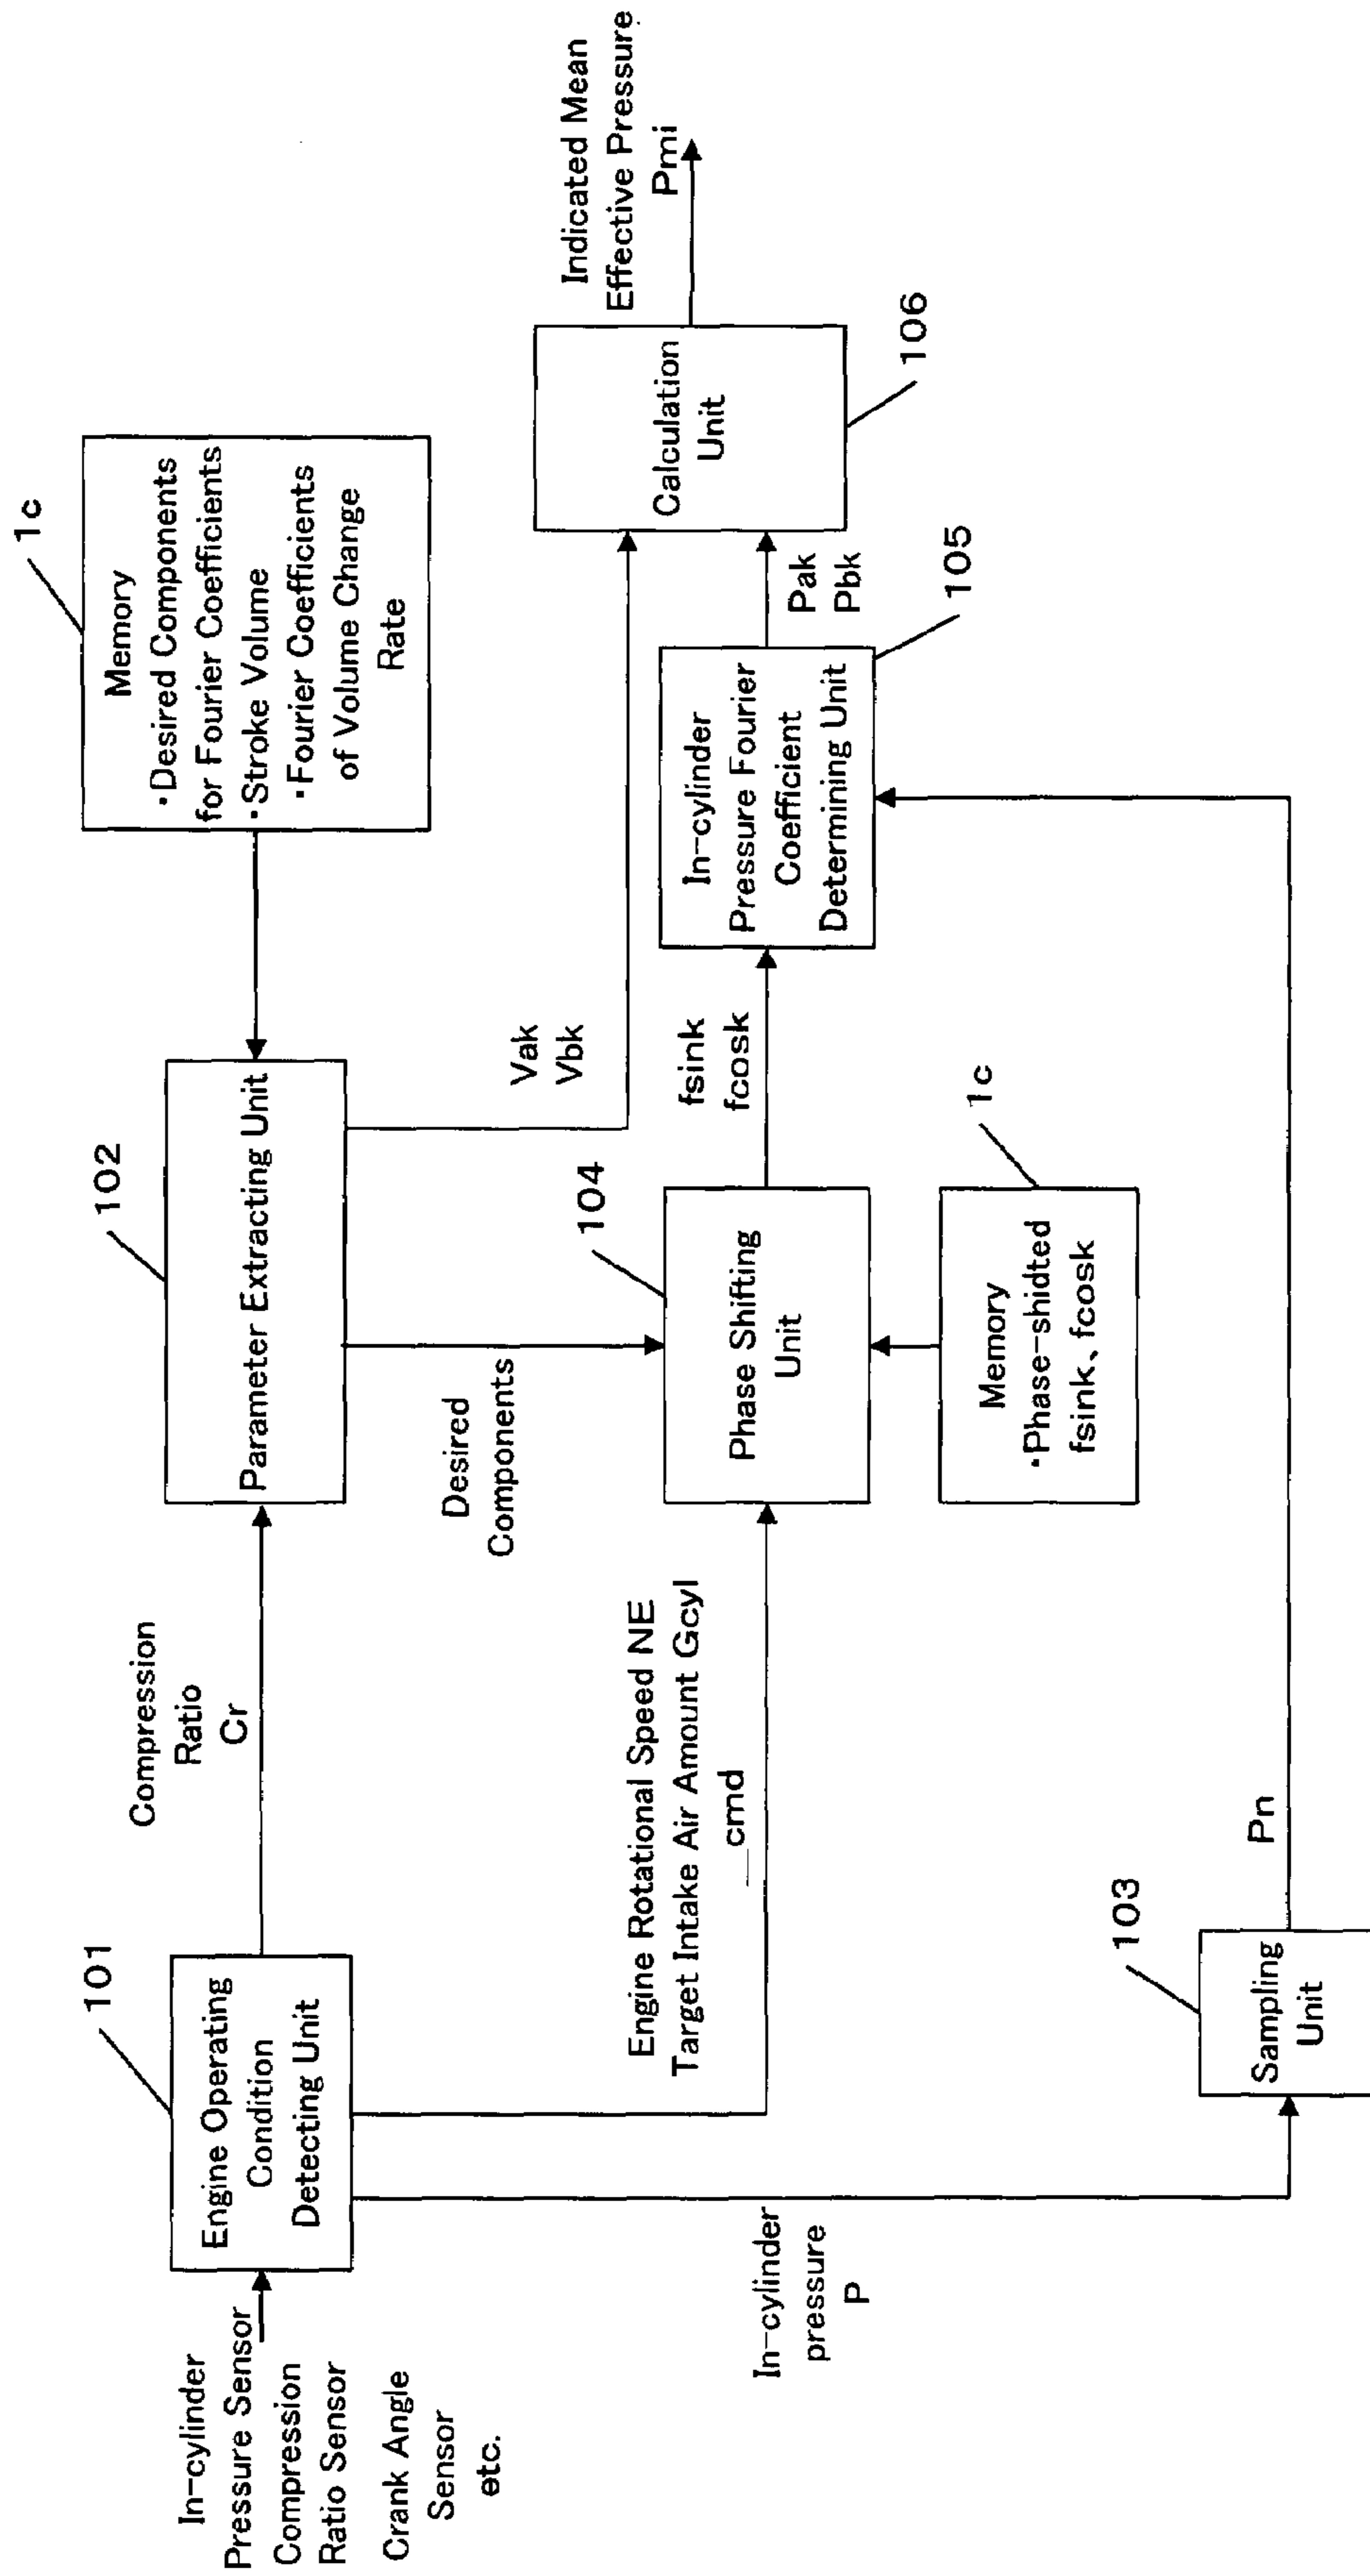 In-cylinder
Pressure Sensor
Compression
Ratio Sensor
Crank Angle
Sensor
etc.
101
Engine Operating
Condition
Detecting Unit
Compression
Ratio
Cr
102
Parameter Extracting Unit
1c
Memory
・Desired Components
for Fourier Coefficients
・Stroke Volume
・Fourier Coefficients
of Volume Change
Rate
Desired
Components
Vak
Vbk
Engine Rotational Speed NE
Target Intake Air Amount Gcyl
_cmd
104
Phase Shifting
Unit
fsink
fcosk
1c
Memory
・Phase-shidted
fsink、fcosk
In-cylinder
Pressure Fourier
Coefficient
Determining Unit
105
Pak
Pbk
Calculation
Unit
106
Indicated Mean
Effective Pressure
Pmi
In-cylinder
pressure
P
103
Sampling
Unit
Pn